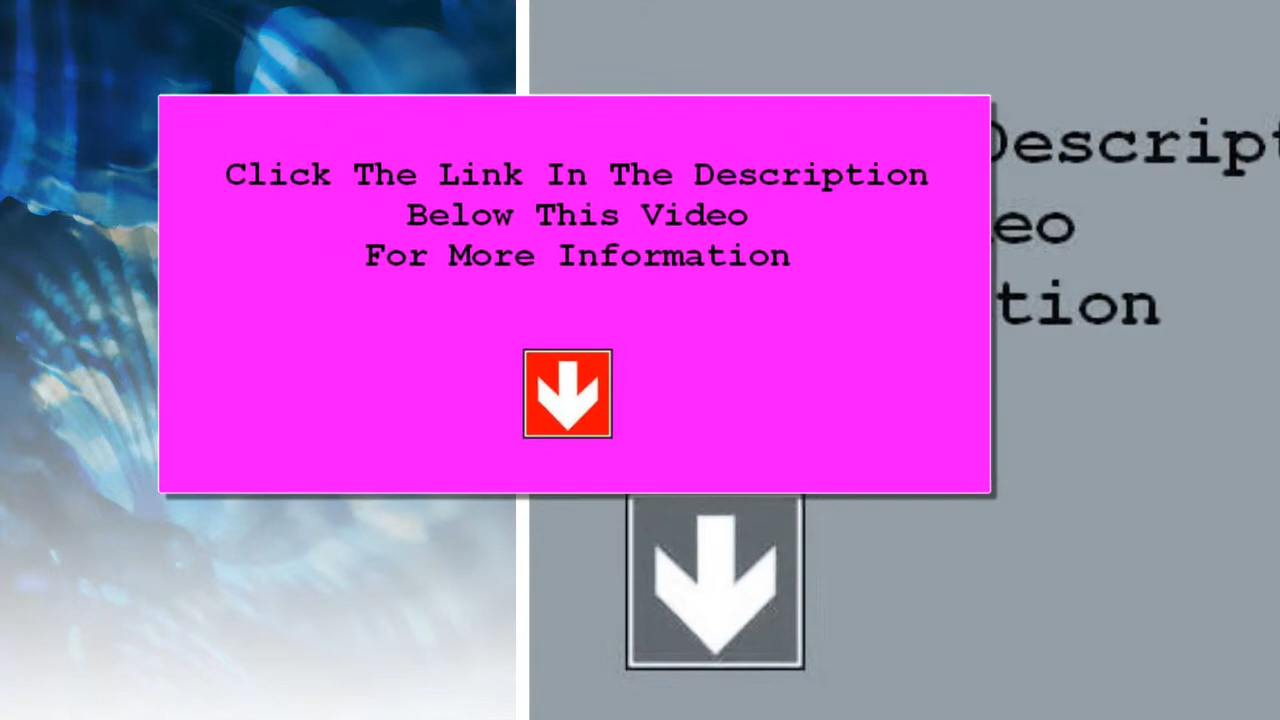 Click The Link In The Description
Below This Video
For More Information
Descript
eo
tion